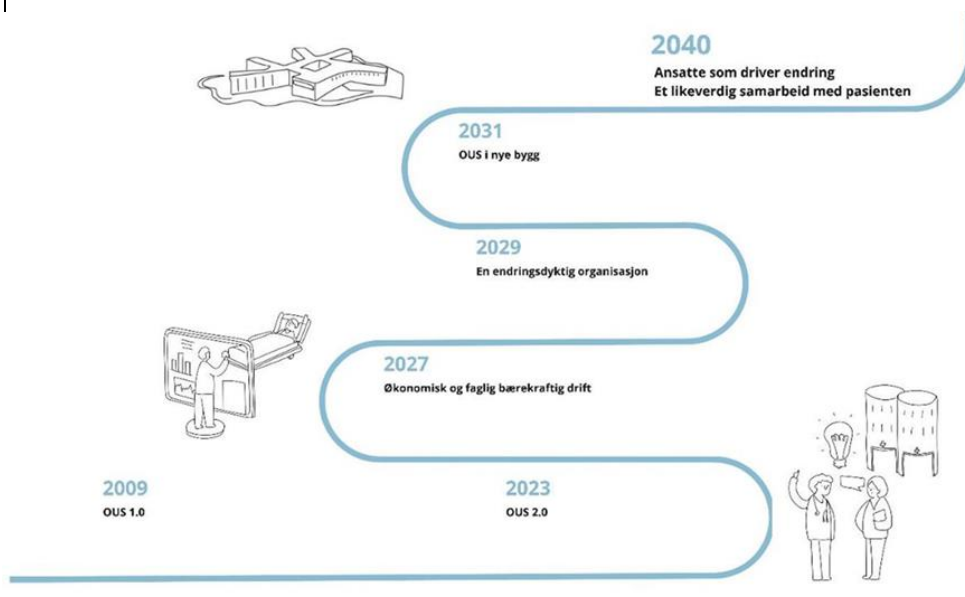 2040
Ansatte som driver endring
Et likeverdig samarbeid med pasienten
2031
OUS i nye bygg
2029
En endringsdyktig organisasjon
2027
Økonomisk og faglig bærekraftig drift
2009
OUS 1.0
2023
OUS 2.0